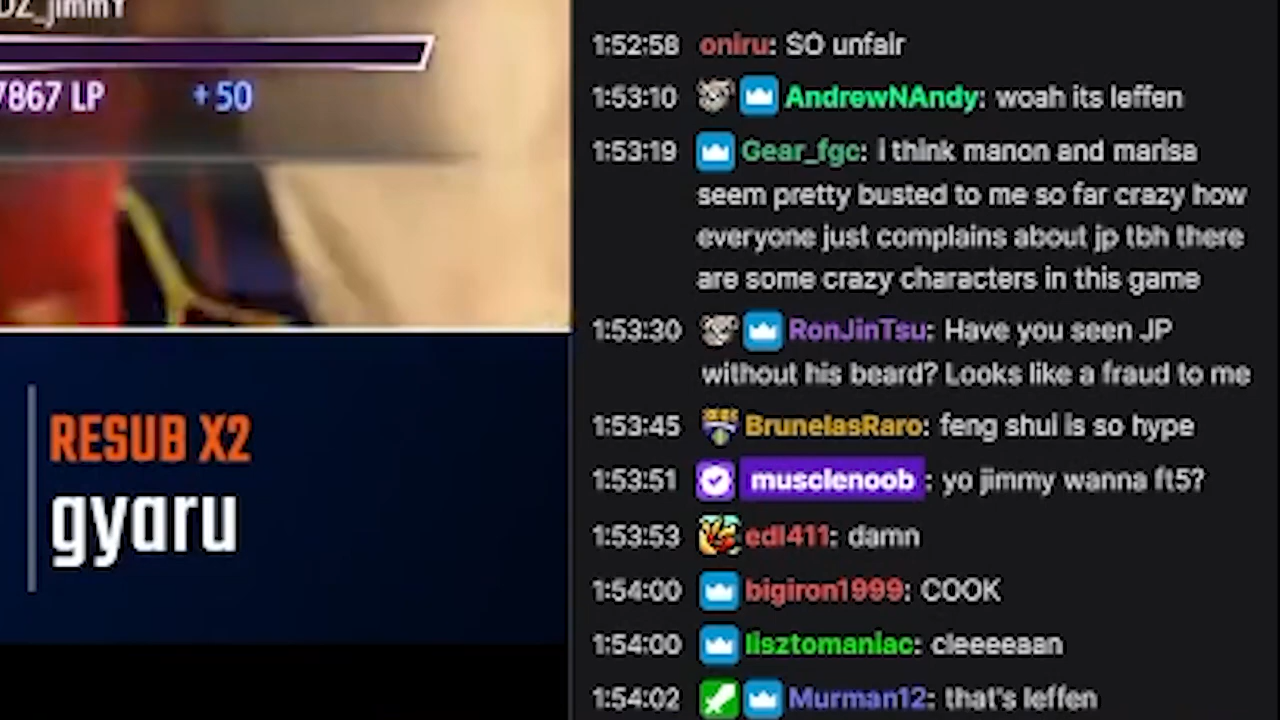 DZ_jimmy
7867 LP +50
RESUB X2
gyaru
1:52:58 oniru: SO unfair
1:53:10 AndrewNAndy: woah its leffen
1:53:19 Gear_fgc: i think manon and marisa
seem pretty busted to me so far crazy how
everyone just complains about jp tbh there
are some crazy characters in this game
1:53:30 RonJinTsu: Have you seen JP
without his beard? Looks like a fraud to me
1:53:45 BrunelasRaro: feng shui is so hype
1:53:51 musclenoob: yo jimmy wanna ft5?
1:53:53 edl411: damn
1:54:00 bigiron1999: COOK
1:54:00 lisztomaniac: cleeeeaan
1:54:02 Murman12: that's leffen